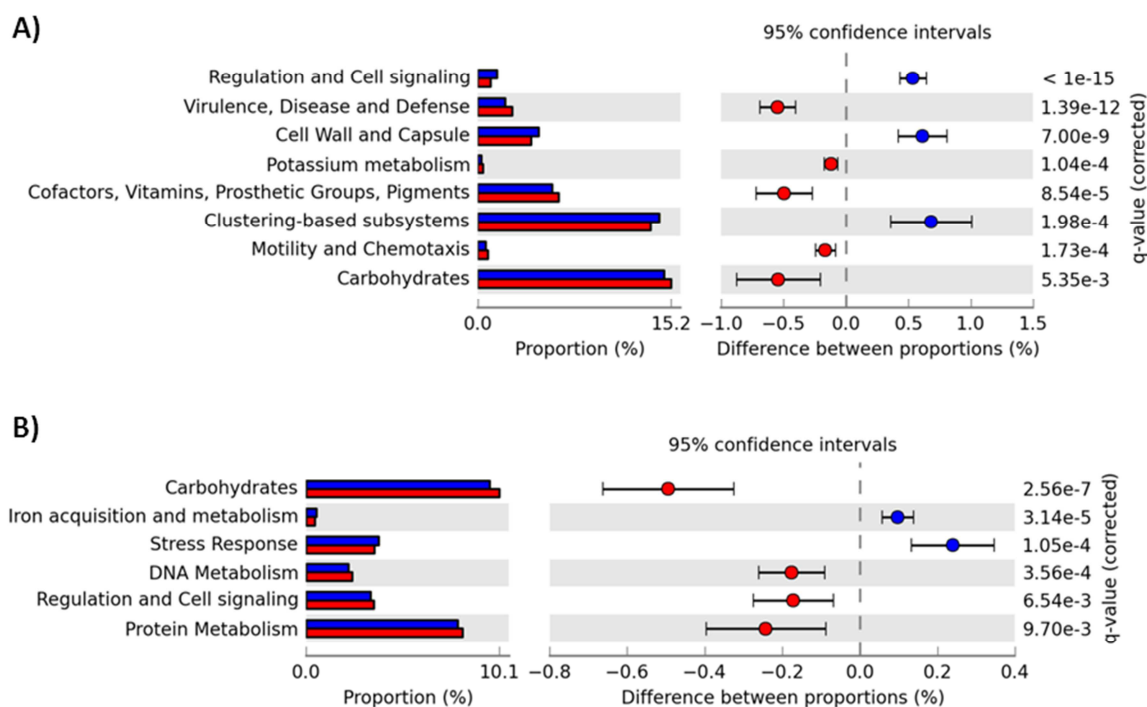 A)
95% confidence intervals
Regulation and Cell signaling < 1e-15
Virulence, Disease and Defense 1.39e-12
Cell Wall and Capsule 7.00e-9
Potassium metabolism 1.04e-4
Cofactors, Vitamins, Prosthetic Groups, Pigments 8.54e-5
Clustering-based subsystems 1.98e-4
Motility and Chemotaxis 1.73e-4
Carbohydrates 5.35e-3
q-value (corrected)
0.0 15.2 −1.0 −0.5 0.0 0.5 1.0 1.5
Proportion (%) Difference between proportions (%)
B)
95% confidence intervals
Carbohydrates 2.56e-7
Iron acquisition and metabolism 3.14e-5
Stress Response 1.05e-4
DNA Metabolism 3.56e-4
Regulation and Cell signaling 6.54e-3
Protein Metabolism 9.70e-3
q-value (corrected)
0.0 10.1 −0.8 −0.6 −0.4 −0.2 0.0 0.2 0.4
Proportion (%) Difference between proportions (%)